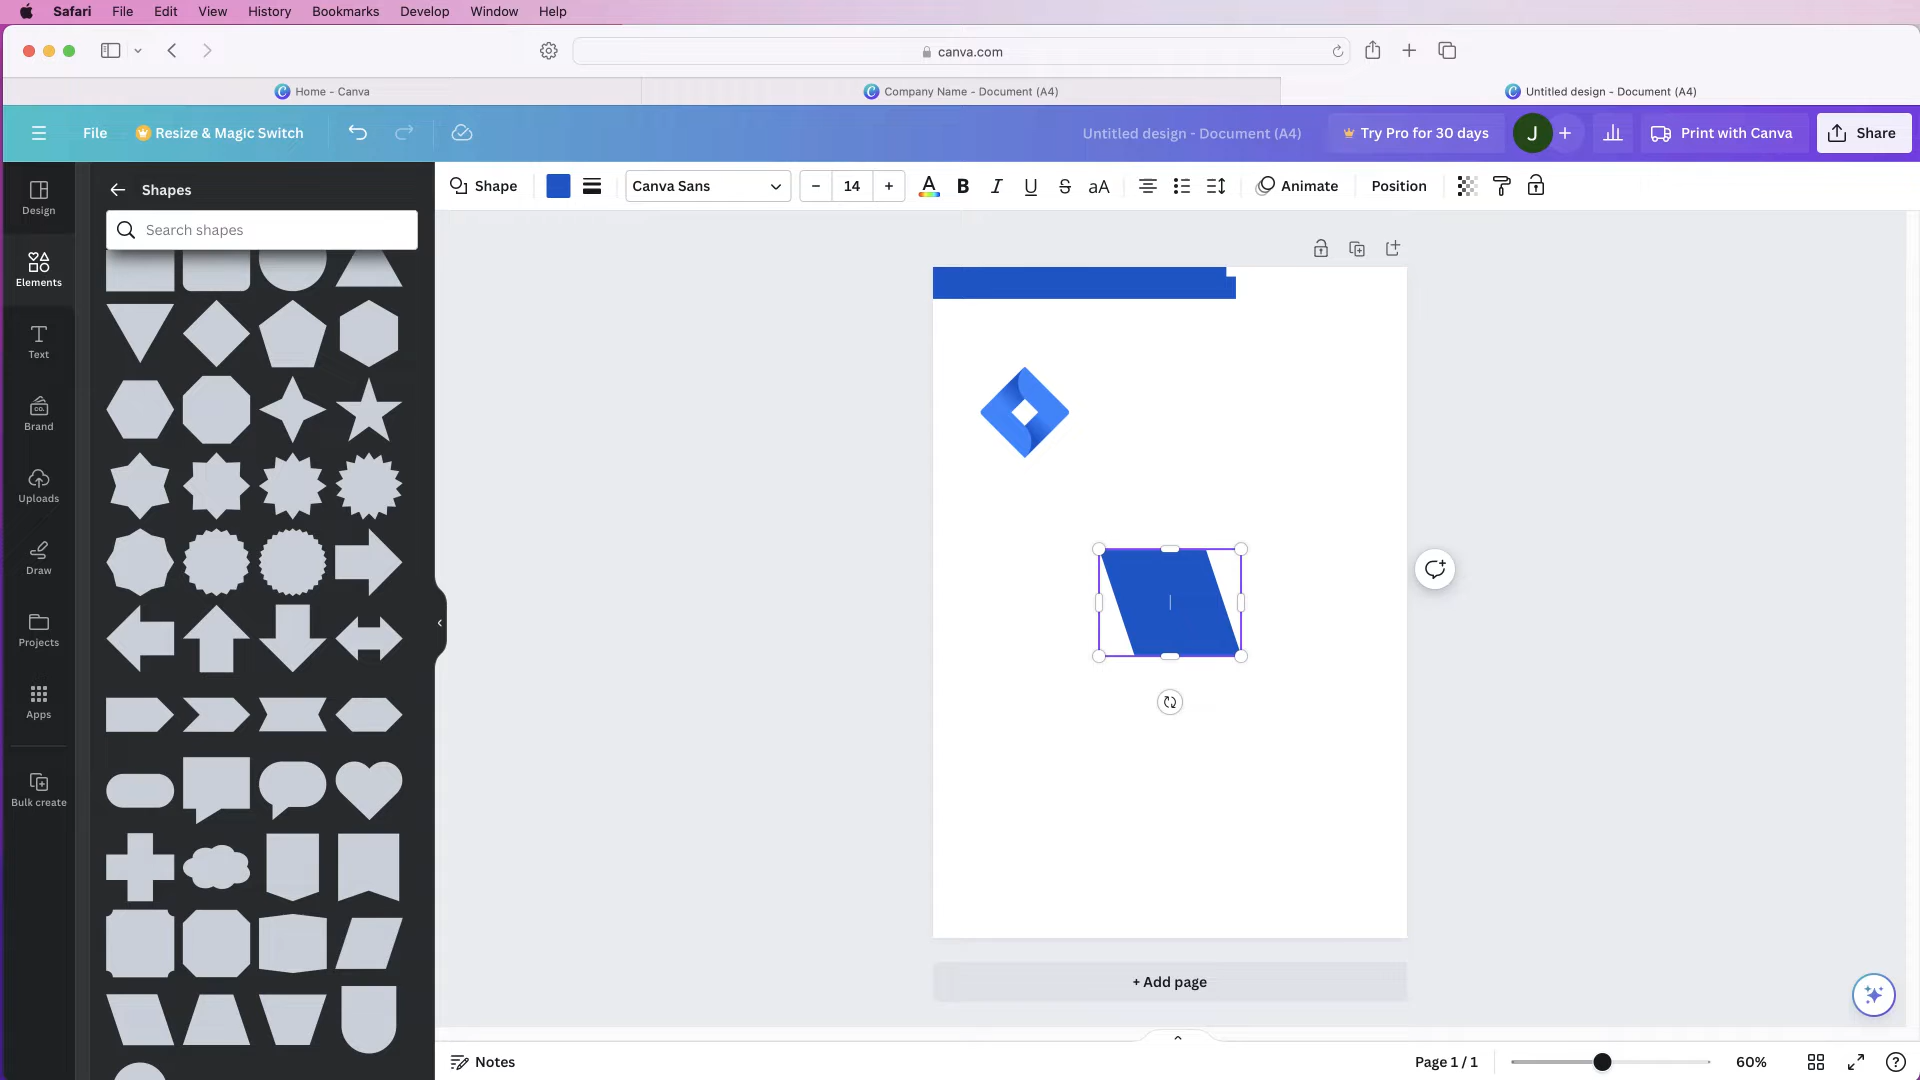 Safari File Edit View History Bookmarks Develop Window Help
canva.com
Home - Canva
Company Name - Document (A4)
Untitled design - Document (A4)
File Resize & Magic Switch
Untitled design - Document (A4)
Try Pro for 30 days
J
Print with Canva
Share
Design
Elements
Text
CO.
Brand
Uploads
Draw
Projects
Apps
Bulk create
Shapes
Search shapes
Shape
Canva Sans
– 14 +
A B I U S aA
Animate
Position
+ Add page
Notes
Page 1 / 1
60%